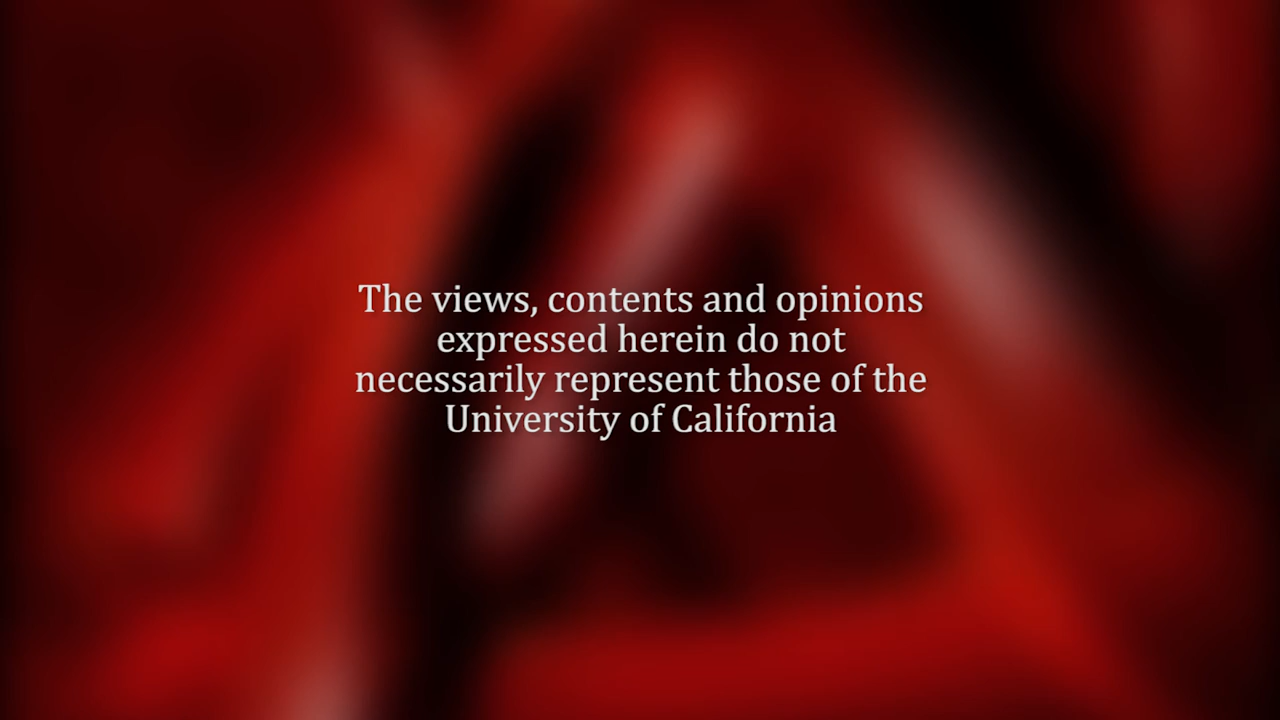 The views, contents and opinions
expressed herein do not
necessarily represent those of the
University of California